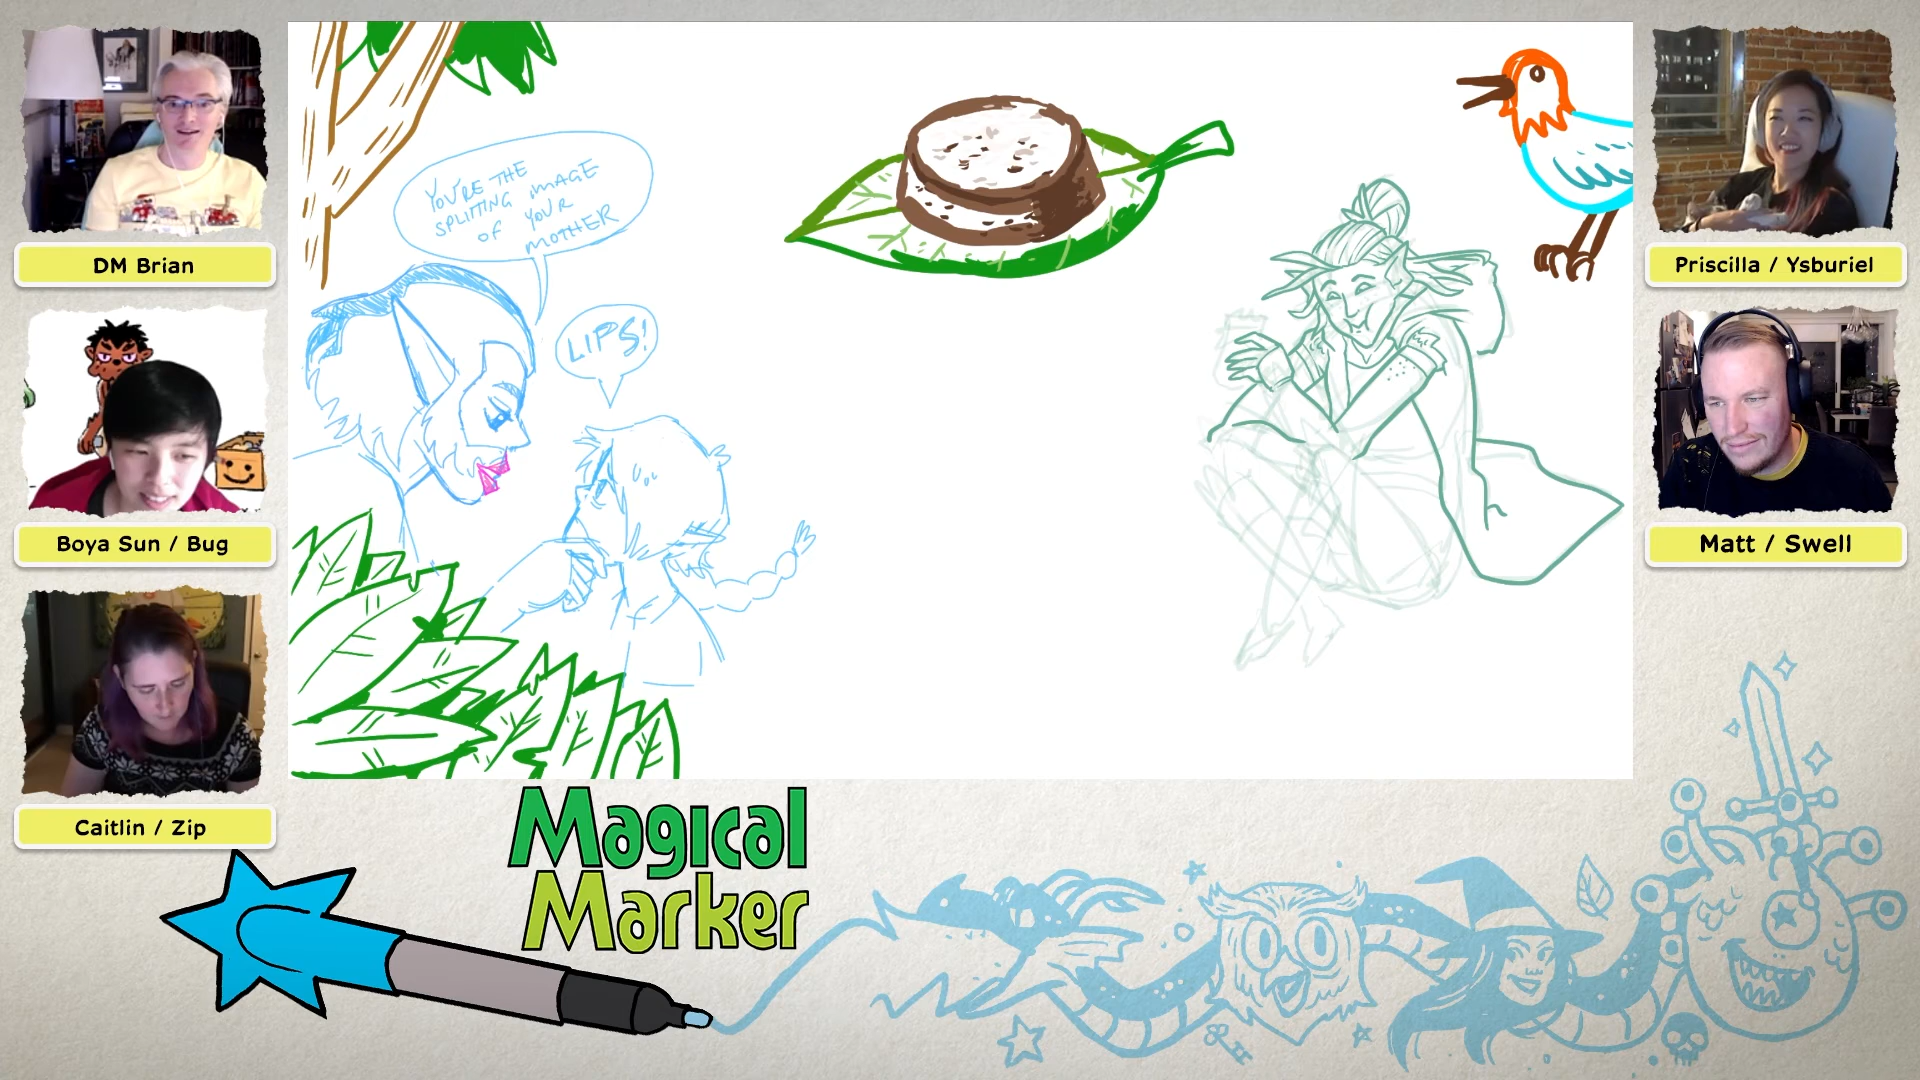 DM Brian
Boya Sun / Bug
Caitlin / Zip
YOU'RE THE
SPLITTING IMAGE
OF YOUR
MOTHER
LIPS!
Priscilla / Ysburiel
Matt / Swell
Magical
Marker